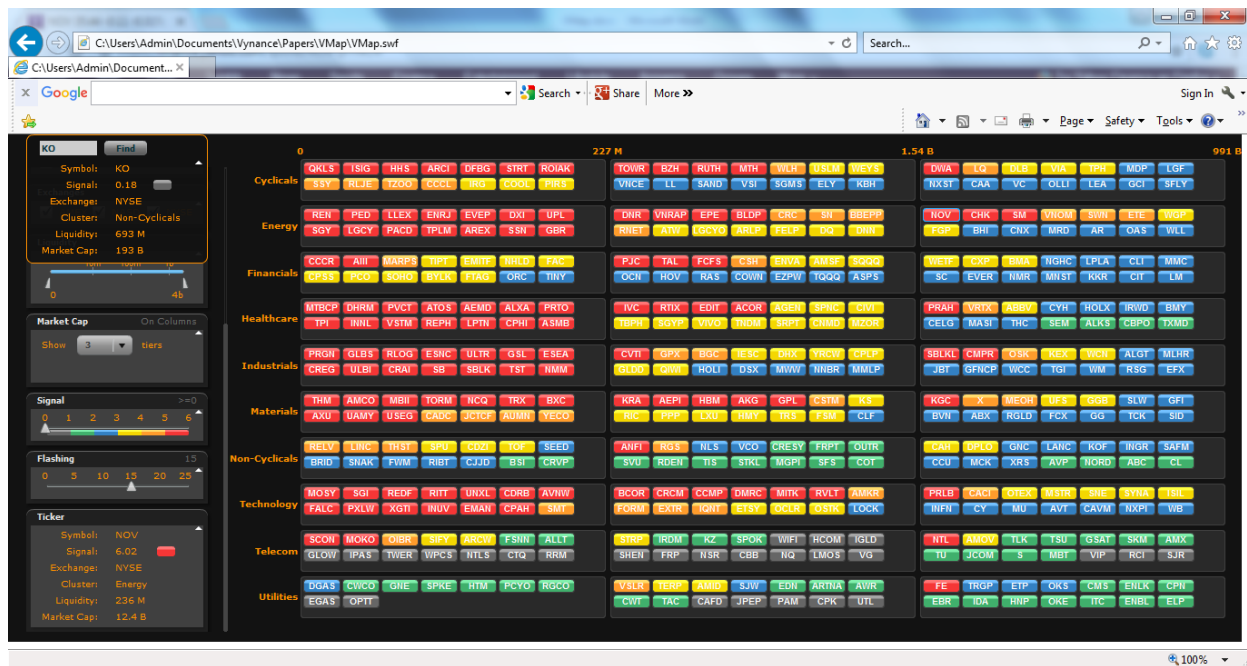 C:\Users\Admin\Documents\Vynance\Papers\VMap\VMap.swf
Search...
C:\Users\Admin\Document...
x Google Search Share More »
Sign In
Page Safety Tools
KO Find
Symbol: KO
Signal: 0.18
Exchange: NYSE
Cluster: Non-Cyclicals
Liquidity: 693 M
Market Cap: 193 B
0 4b
Market Cap On Columns
Show 3 tiers
Signal >=0
0 1 2 3 4 5 6
Flashing 15
0 5 10 15 20 25
Ticker
Symbol: NOV
Signal: 6.02
Exchange: NYSE
Cluster: Energy
Liquidity: 236 M
Market Cap: 12.4 B
0 227 M 1.54 B 991 B
Cyclicals
QKLS ISIG HHS ARCI DFBG STRT ROIAK TOWR BZH RUTH MTH WLH USLM WEYS DWA LQ DLB VIA TPH MDP LGF
SSY RLJE TZOO CCCL IRG COOL PIRS VNCE LL SAND VSI SGMS ELY KBH NXST CAA VC OLLI LEA GCI SFLY
Energy
REN PED LLEX ENRJ EVEP DXI UPL DNR VNRAP EPE BLDP CRC SN BBEPP NOV CHK SM VNOM SWN ETE WGP
SGY LGCY PACD TPLM AREX SSN GBR RNET ATW LGCYO ARLP FELP DQ DNN FGP BHI CNX MRD AR OAS WLL
Financials
CCCR AIII MARPS TIPT EMITF NHLD FAC PJC TAL FCFS CSH ENVA AMSF SQQQ WETF CXP BMA NGHC LPLA CLI MMC
CPSS PCO SOHO BYLK FTAG ORC TINY OCN HOV RAS COWN EZPW TQQQ ASPS SC EVER NMR MNST KKR CIT LM
Healthcare
MTBCP DHRM PVCT ATOS AEMD ALXA PRTO IVC RTIX EDIT ACOR AGEN SPNC CIVI PRAH VRTX ABBV CYH HOLX IRWD BMY
TPI INNL VSTM REPH LPTN CPHI ASMB TBPH SGYP VIVO TNDM SRPT CNMD MZOR CELG MASI THC SEM ALKS CBPO TXMD
Industrials
PRGN GLBS RLOG ESNC ULTR GSL ESEA CVTI GPX BGC IESC DHX YRCW CPLP SBLKL CMPR OSK KEX WCN ALGT MLHR
CREG ULBI CRAI SB SBLK TST NMM GLDD QIWI HOLI DSX MWW NNBR MMLP JBT GFNCP WCC TGI WM RSG EFX
Materials
THM AMCO MBII TORM NCQ TRX BXC KRA AEPI HBM AKG GPL CSTM KS KGC X MEOH UFS GGB SLW GFI
AXU UAMY USEG CADC JCTCF AUMN YECO RIC PPP LXU HMY TRS FSM CLF BVN ABX RGLD FCX GG TCK SID
Non-Cyclicals
RELV LINC THST SPU CDZI TOF SEED ANFI RGS NLS VCO CRESY FRPT OUTR CAH DPLO GNC LANC KOF INGR SAFM
BRID SNAK FWM RIBT CJJD BSI CRVP SVU RDEN TIS STKL MGPI SFS COT CCU MCK XRS AVP NORD ABC CL
Technology
MOSY SGI REDF RITT UNXL CDRB AVNW BCOR CRCM CCMP DMRC MITK RVLT AMKR PRLB CACI OTEX MSTR SNE SYNA ISIL
FALC PXLW XGTI INUV EMAN CPAH SMT FORM EXTR IQNT ETSY OCLR OSTK LOCK INFN CY MU AVT CAVM NXPI WB
Telecom
SCON MOKO OIBR SIFY ARCW FSNN ALLT STRP IRDM KZ SPOK WIFI HCOM IGLD NTL AMOV TLK TSU GSAT SKM AMX
GLOW IPAS TWER WPCS NTLS CTQ RRM SHEN FRP NSR CBB NQ LMOS VG TU JCOM S MBT VIP RCI SJR
Utilities
DGAS CWCO GNE SPKE HTM PCYO RGCO VSLR TERP AMID SJW EDN ARTNA AWR FE TRGP ETP OKS CMS ENLK CPN
EGAS OPTT CWT TAC CAFD JPEP PAM CPK UTL EBR IDA HNP OKE ITC ENBL ELP
100%